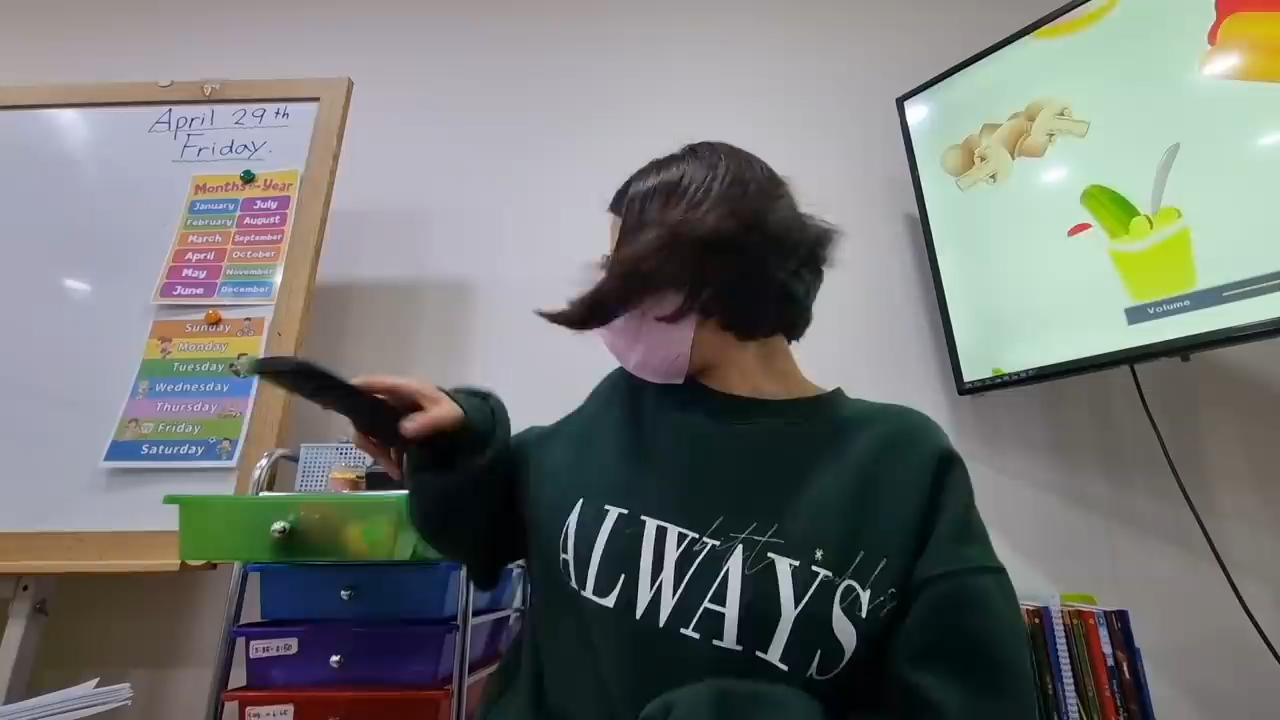 April 29th
Friday.
Months of the Year
January July
February August
March September
April October
May November
June December
Sunday
Monday
Tuesday
Wednesday
Thursday
Friday
Saturday
ALWAYS
Volume